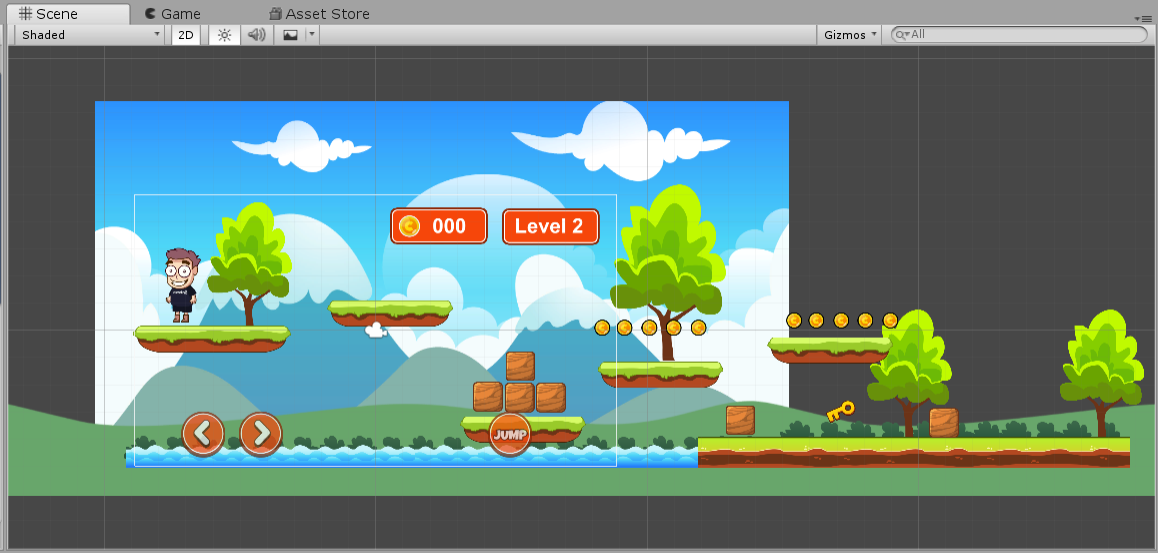 Scene
Game
Asset Store
Shaded
2D
Gizmos
All
000
Level 2
JUMP